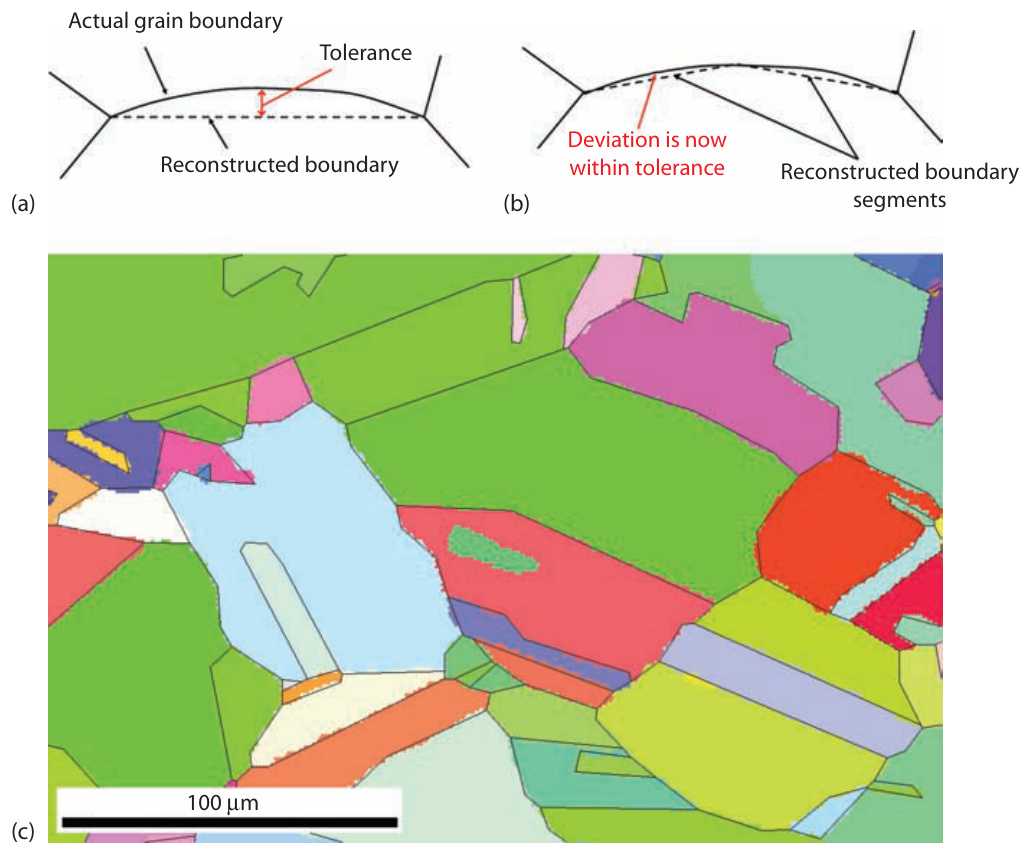 Actual grain boundary
Tolerance
Reconstructed boundary
(a)
Deviation is now
within tolerance
Reconstructed boundary
segments
(b)
100 μm
(c)